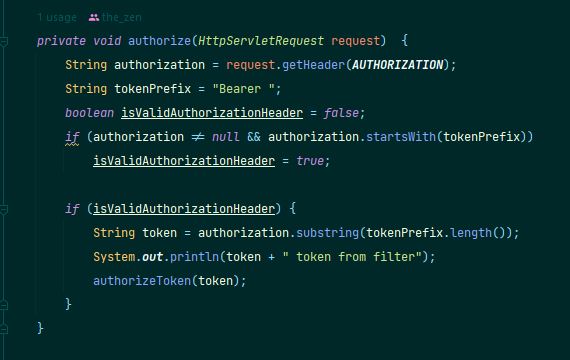 1 usage the_zen
private void authorize(HttpServletRequest request) {
String authorization = request.getHeader(AUTHORIZATION);
String tokenPrefix = "Bearer ";
boolean isValidAuthorizationHeader = false;
if (authorization ≠ null && authorization.startsWith(tokenPrefix))
isValidAuthorizationHeader = true;
if (isValidAuthorizationHeader) {
String token = authorization.substring(tokenPrefix.length());
System.out.println(token + " token from filter");
authorizeToken(token);
}
}